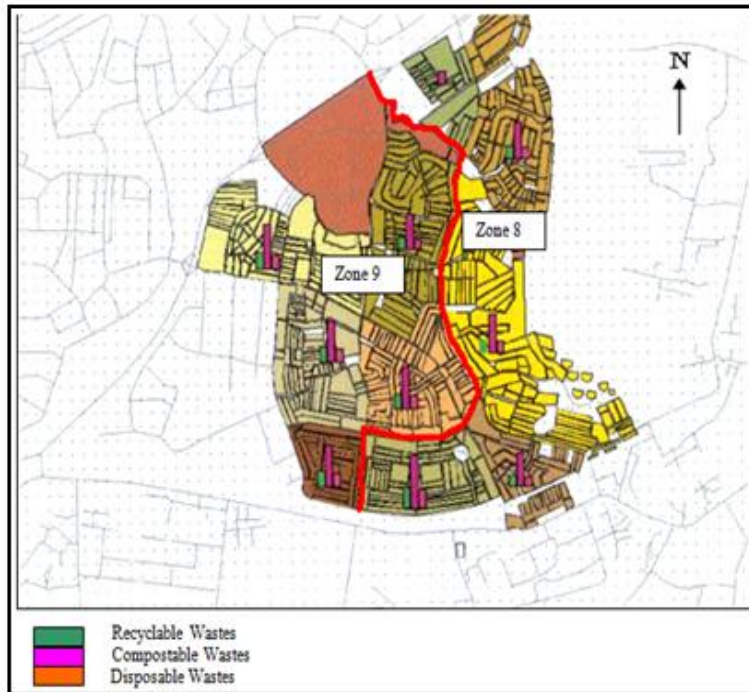 N
Zone 8
Zone 9
Recyclable Wastes
Compostable Wastes
Disposable Wastes